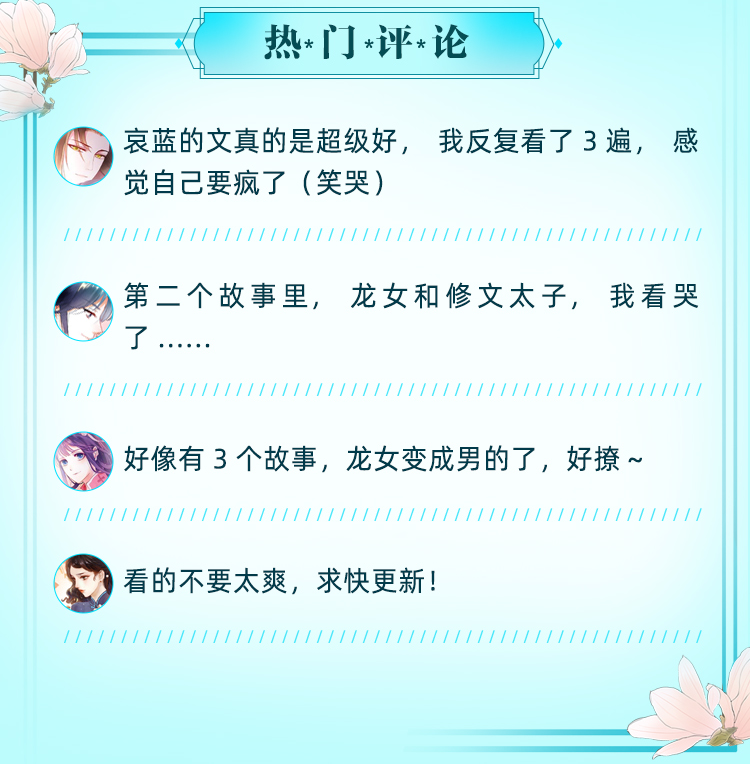 热*门*评*论
哀蓝的文真的是超级好， 我反复看了 3 遍， 感
觉自己要疯了（笑哭）
第二个故事里， 龙女和修文太子， 我看哭
了 ……
好像有 3 个故事，龙女变成男的了，好撩 ~
看的不要太爽，求快更新！